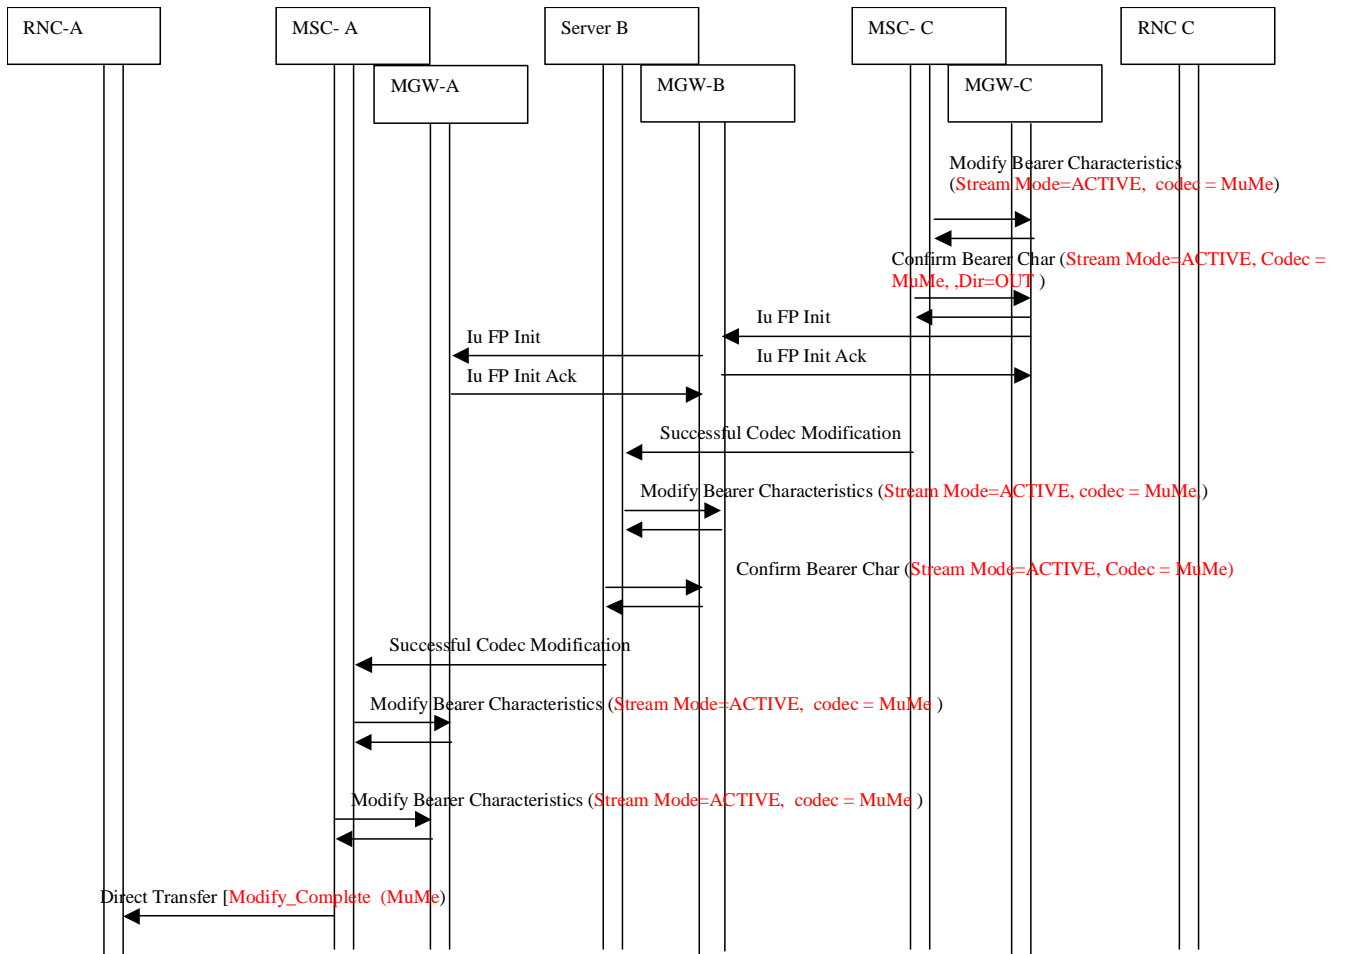 RNC-A
MSC- A
Server B
MSC- C
RNC C
MGW-A
MGW-B
MGW-C
Modify Bearer Characteristics
(Stream Mode=ACTIVE,  codec = MuMe)
Confirm Bearer Char (Stream Mode=ACTIVE, Codec =
MuMe, ,Dir=OUT )
Iu FP Init
Iu FP Init
Iu FP Init Ack
Iu FP Init Ack
Successful Codec Modification
Modify Bearer Characteristics (Stream Mode=ACTIVE, codec = MuMe,)
Confirm Bearer Char (Stream Mode=ACTIVE, Codec = MuMe)
Successful Codec Modification
Modify Bearer Characteristics (Stream Mode=ACTIVE,  codec = MuMe )
Modify Bearer Characteristics (Stream Mode=ACTIVE,  codec = MuMe )
Direct Transfer [Modify_Complete  (MuMe)